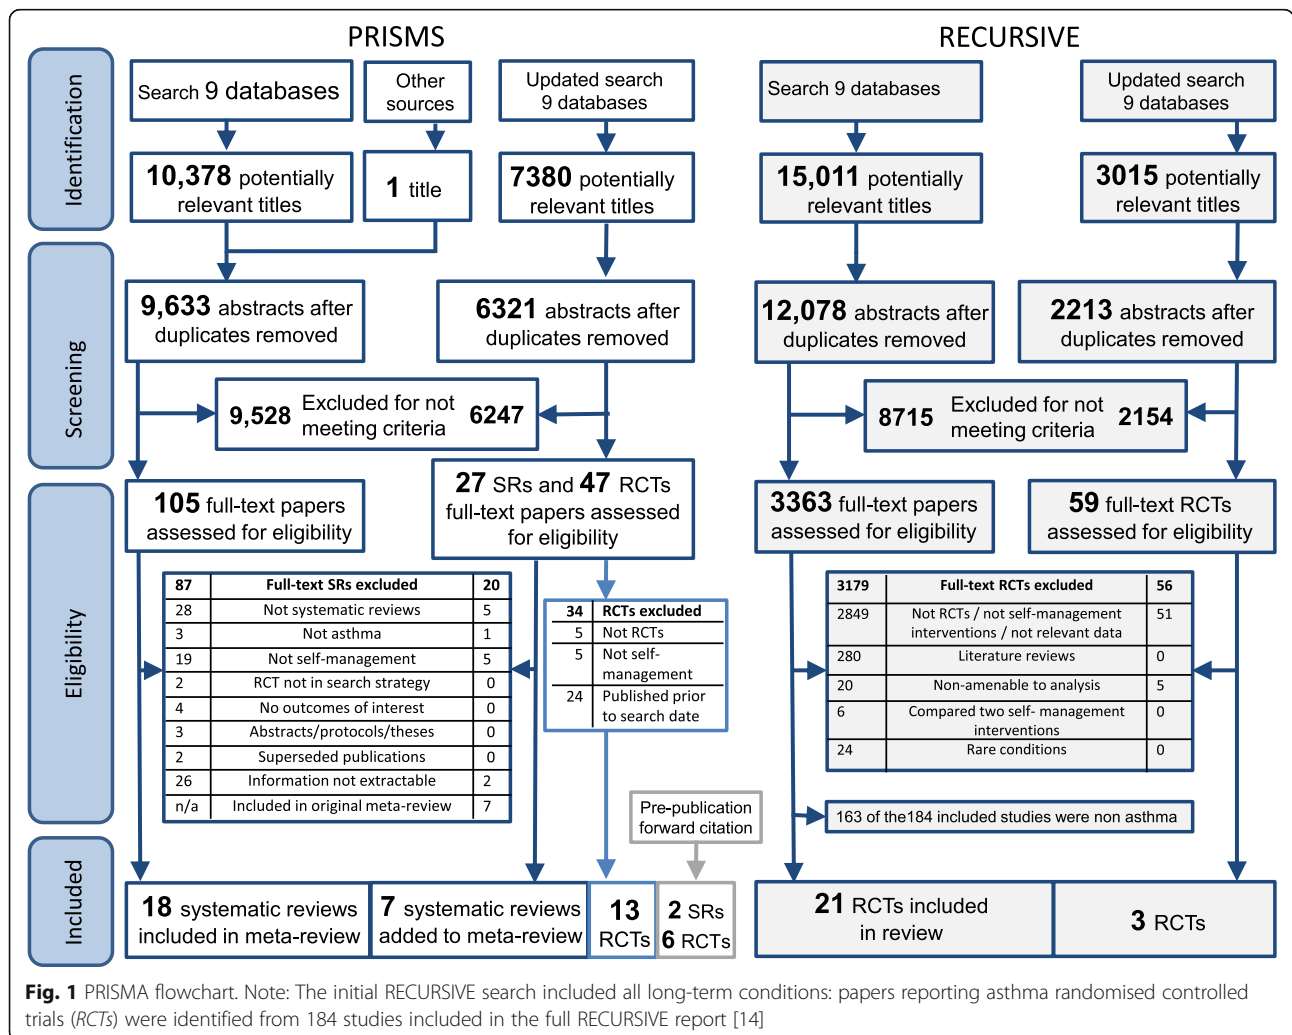 PRISMS
RECURSIVE
Identification
Search 9 databases
Other
sources
Updated search
9 databases
Search 9 databases
Updated search
9 databases
10,378 potentially
relevant titles
1 title
7380 potentially
relevant titles
15,011 potentially
relevant titles
3015 potentially
relevant titles
Screening
9,633 abstracts after
duplicates removed
6321 abstracts after
duplicates removed
12,078 abstracts after
duplicates removed
2213 abstracts after
duplicates removed
9,528 Excluded for not 6247
meeting criteria
8715 Excluded for not 2154
meeting criteria
Eligibility
105 full-text papers
assessed for eligibility
27 SRs and 47 RCTs
full-text papers assessed
for eligibility
3363 full-text papers
assessed for eligibility
59 full-text RCTs
assessed for eligibility
87 Full-text SRs excluded 20
28 Not systematic reviews 5
3 Not asthma 1
19 Not self-management 5
2 RCT not in search strategy 0
4 No outcomes of interest 0
3 Abstracts/protocols/theses 0
2 Superseded publications 0
26 Information not extractable 2
n/a Included in original meta-review 7
34 RCTs excluded
5 Not RCTs
5 Not self-
management
24 Published prior
to search date
3179 Full-text RCTs excluded 56
2849 Not RCTs / not self-management 51
interventions / not relevant data
280 Literature reviews 0
20 Non-amenable to analysis 5
6 Compared two self- management 0
interventions
24 Rare conditions 0
Pre-publication
forward citation
163 of the184 included studies were non asthma
Included
18 systematic reviews
included in meta-review
7 systematic reviews
added to meta-review
13
RCTs
2 SRs
6 RCTs
21 RCTs included
in review
3 RCTs
Fig. 1 PRISMA flowchart. Note: The initial RECURSIVE search included all long-term conditions: papers reporting asthma randomised controlled
trials (RCTs) were identified from 184 studies included in the full RECURSIVE report [14]